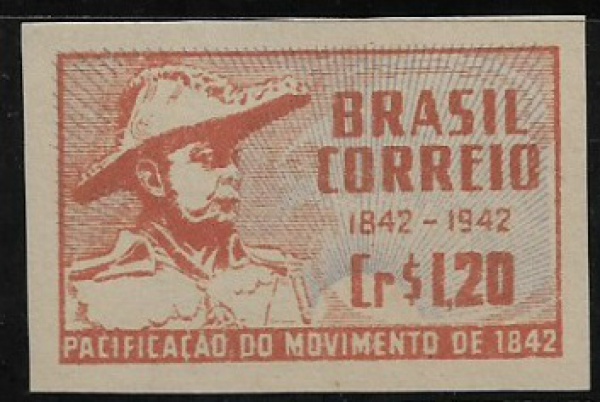 BRASIL
CORREIO
1842-1942
Cr$1,20
PACIFICAÇÃO DO MOVIMENTO DE 1842